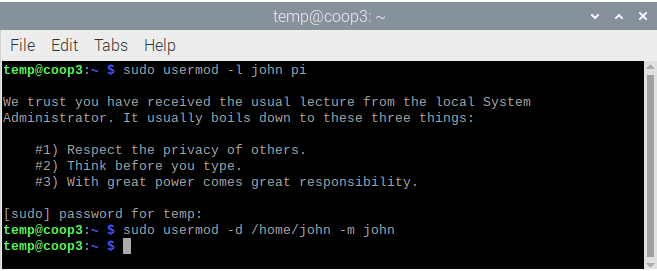 temp@coop3: ~
File Edit Tabs Help
temp@coop3:~ $ sudo usermod -l john pi
We trust you have received the usual lecture from the local System
Administrator. It usually boils down to these three things:
#1) Respect the privacy of others.
#2) Think before you type.
#3) With great power comes great responsibility.
[sudo] password for temp:
temp@coop3:~ $ sudo usermod -d /home/john -m john
temp@coop3:~ $